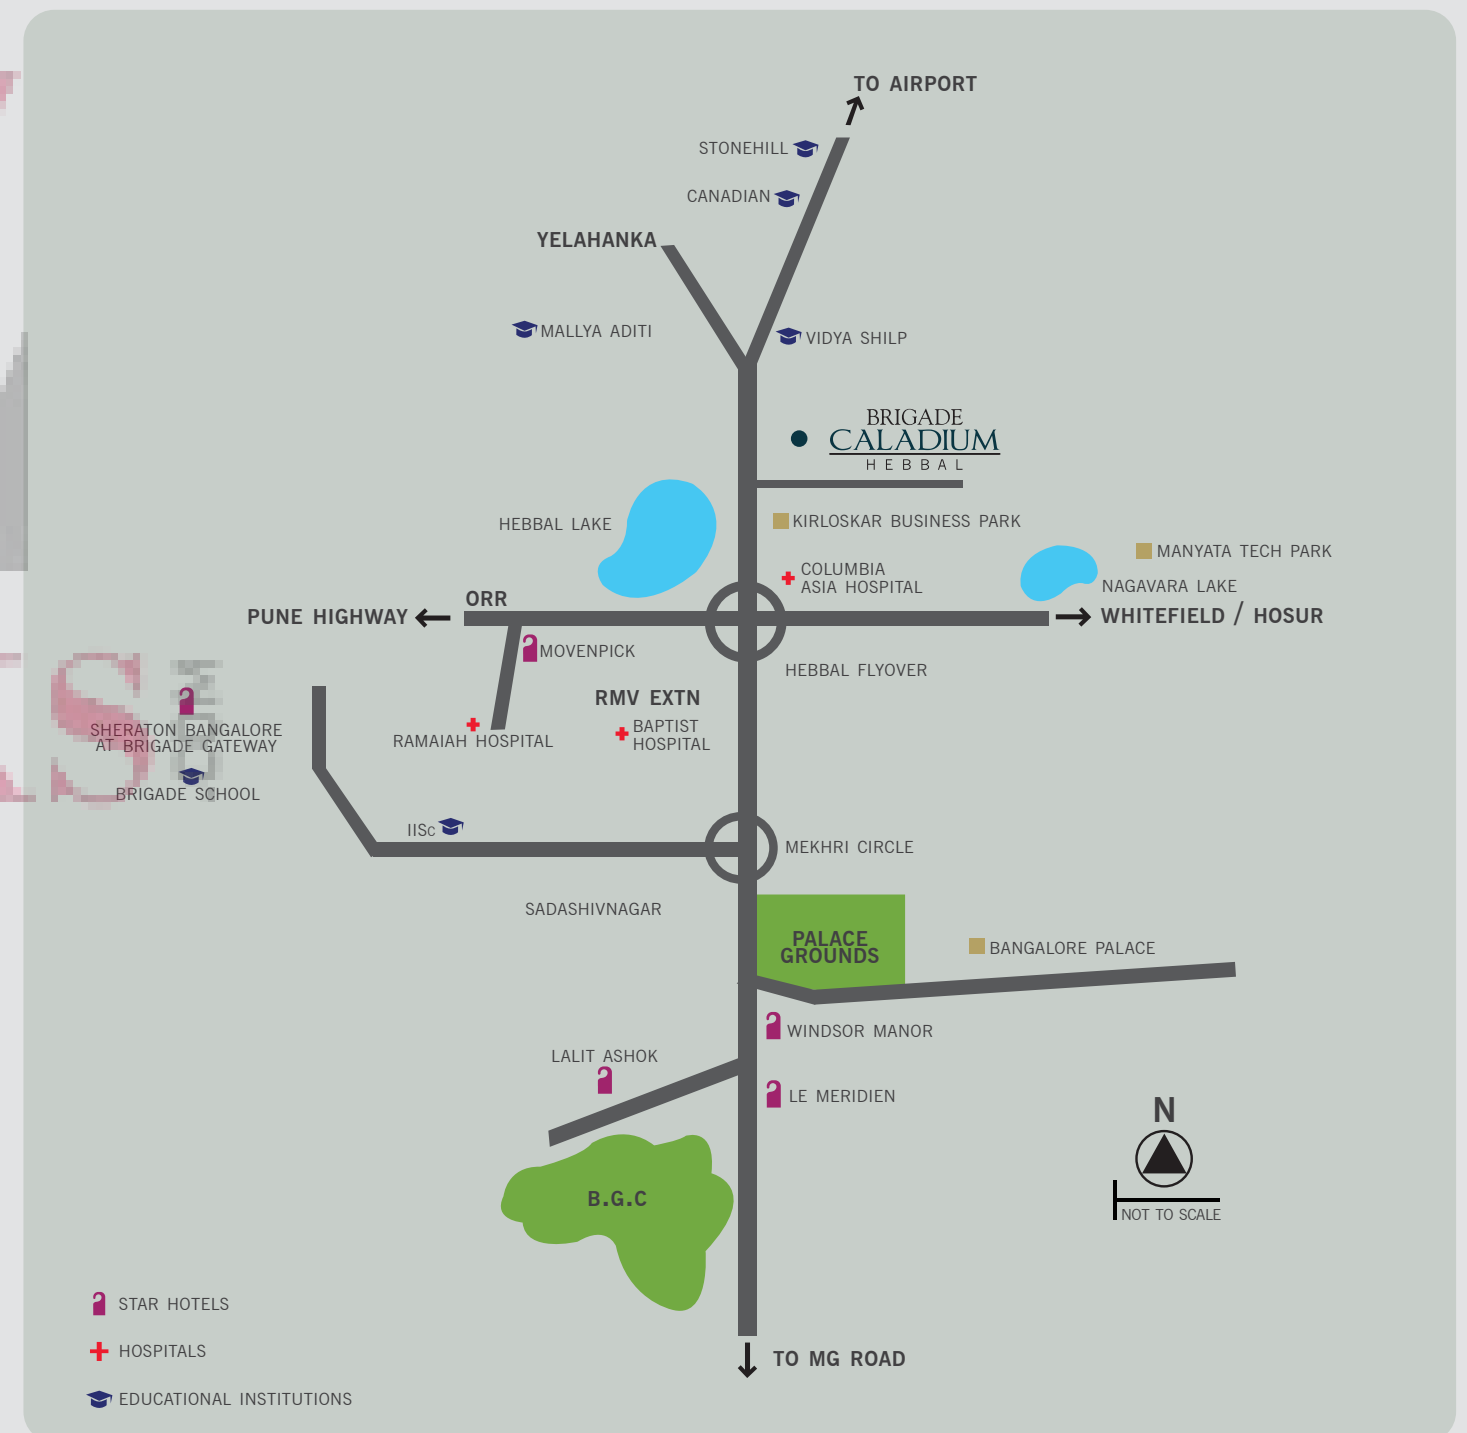 TO AIRPORT
STONEHILL
CANADIAN
YELAHANKA
MALLYA ADITI
VIDYA SHILP
BRIGADE
CALADIUM
HEBBAL
HEBBAL LAKE
KIRLOSKAR BUSINESS PARK
MANYATA TECH PARK
COLUMBIA
ASIA HOSPITAL
NAGAVARA LAKE
ORR
PUNE HIGHWAY
WHITEFIELD / HOSUR
MOVENPICK
HEBBAL FLYOVER
RMV EXTN
SHERATON BANGALORE
AT BRIGADE GATEWAY
RAMAIAH HOSPITAL
BAPTIST
HOSPITAL
BRIGADE SCHOOL
IISc
MEKHRI CIRCLE
SADASHIVNAGAR
PALACE
GROUNDS
BANGALORE PALACE
WINDSOR MANOR
LALIT ASHOK
LE MERIDIEN
N
NOT TO SCALE
B.G.C
STAR HOTELS
HOSPITALS
EDUCATIONAL INSTITUTIONS
TO MG ROAD